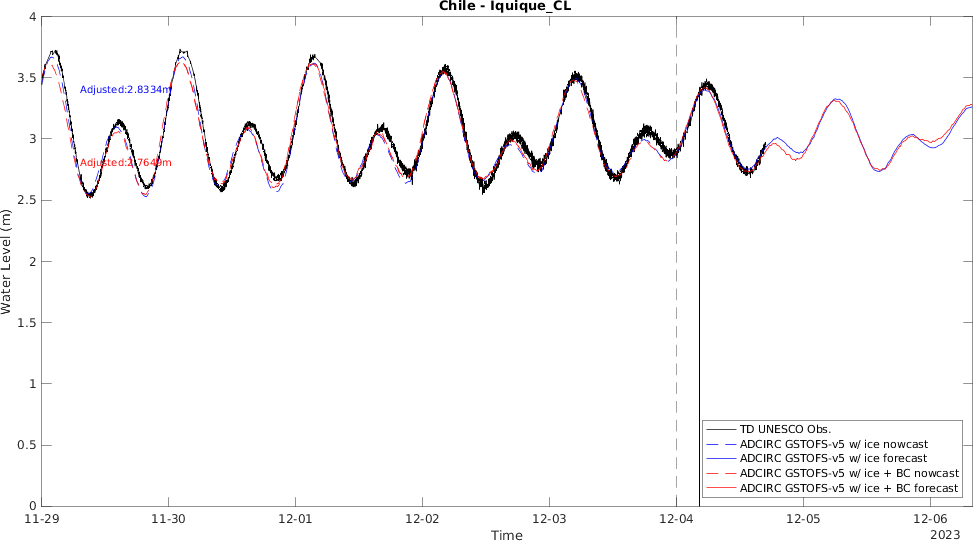 Chile - Iquique_CL
4
3.5
3
2.5
2
1.5
1
0.5
0
Water Level (m)
Adjusted:2.8334m
Adjusted:2.7649m
TD UNESCO Obs.
ADCIRC GSTOFS-v5 w/ ice nowcast
ADCIRC GSTOFS-v5 w/ ice forecast
ADCIRC GSTOFS-v5 w/ ice + BC nowcast
ADCIRC GSTOFS-v5 w/ ice + BC forecast
11-29 11-30 12-01 12-02 12-03 12-04 12-05 12-06
Time
2023